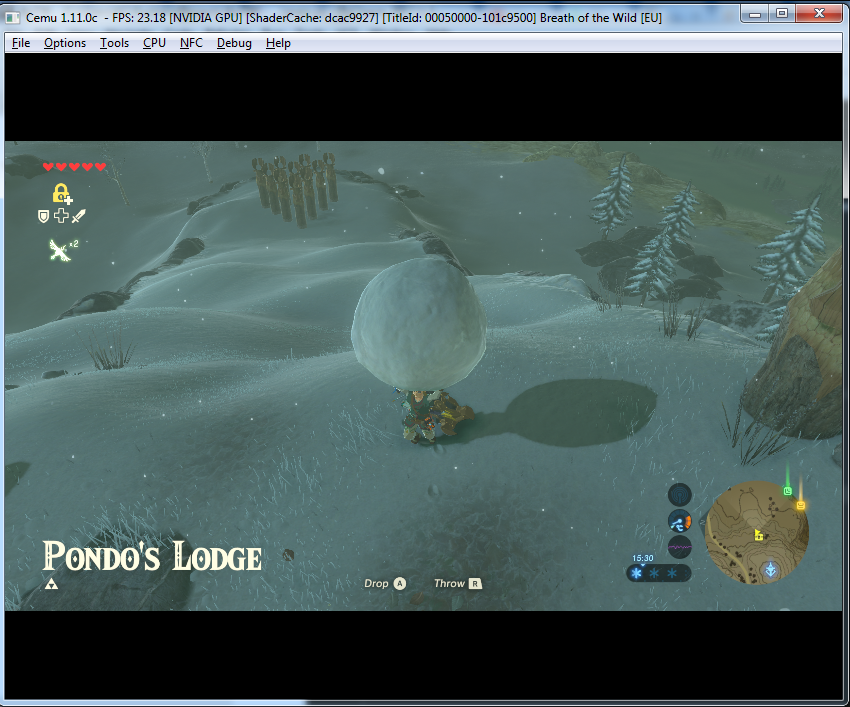 Cemu 1.11.0c - FPS: 23.18 [NVIDIA GPU] [ShaderCache: dcac9927] [TitleId: 00050000-101c9500] Breath of the Wild [EU]
File Options Tools CPU NFC Debug Help
×2
15:30
Pondo's Lodge
Drop A Throw R